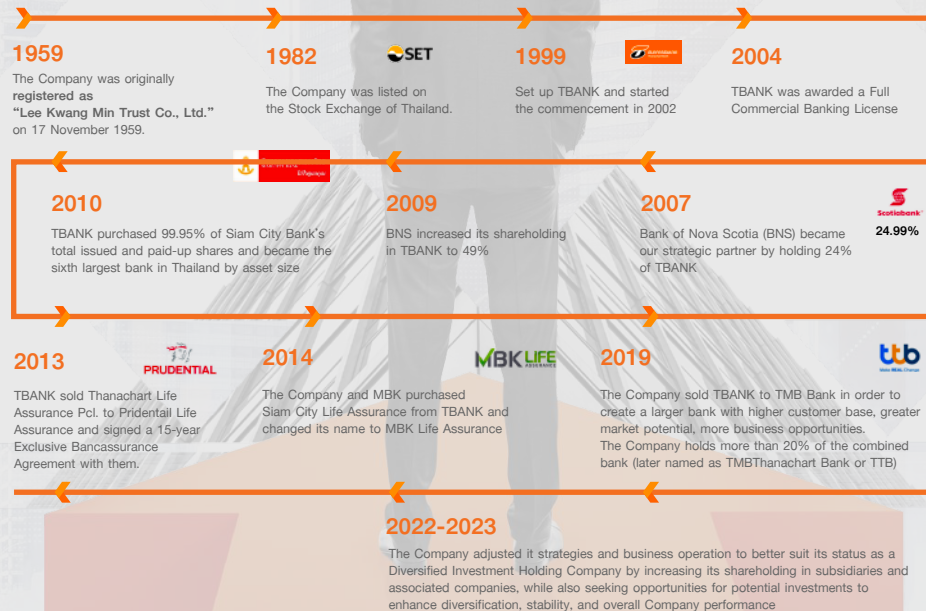 1959
The Company was originally
registered as
“Lee Kwang Min Trust Co., Ltd.”
on 17 November 1959.
1982
SET
The Company was listed on
the Stock Exchange of Thailand.
1999
Set up TBANK and started
the commencement in 2002
2004
TBANK was awarded a Full
Commercial Banking License
2010
TBANK purchased 99.95% of Siam City Bank's
total issued and paid-up shares and became the
sixth largest bank in Thailand by asset size
2009
BNS increased its shareholding
in TBANK to 49%
2007
Bank of Nova Scotia (BNS) became
our strategic partner by holding 24%
of TBANK
Scotiabank
24.99%
2013
PRUDENTIAL
TBANK sold Thanachart Life
Assurance Pcl. to Pridentail Life
Assurance and signed a 15-year
Exclusive Bancassurance
Agreement with them.
2014
MBK LIFE
ASSURANCE
The Company and MBK purchased
Siam City Life Assurance from TBANK and
changed its name to MBK Life Assurance
2019
ttb
Make REAL Change
The Company sold TBANK to TMB Bank in order to
create a larger bank with higher customer base, greater
market potential, more business opportunities.
The Company holds more than 20% of the combined
bank (later named as TMBThanachart Bank or TTB)
2022-2023
The Company adjusted it strategies and business operation to better suit its status as a
Diversified Investment Holding Company by increasing its shareholding in subsidiaries and
associated companies, while also seeking opportunities for potential investments to
enhance diversification, stability, and overall Company performance